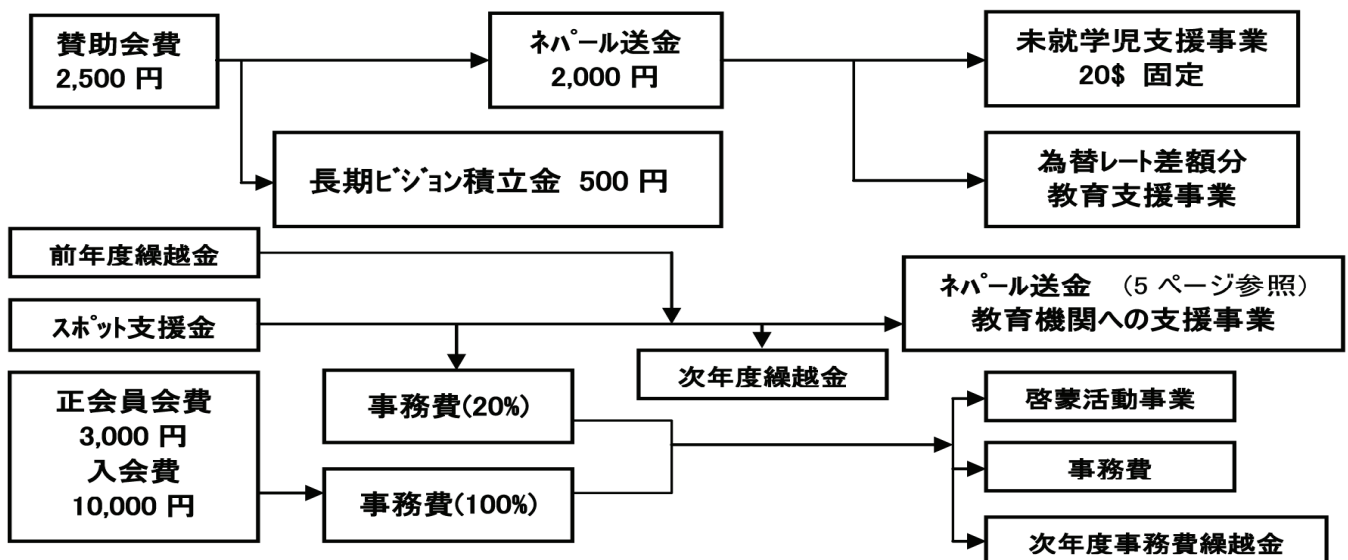 賛助会費
2,500 円
ネパール送金
2,000 円
未就学児支援事業
20$ 固定
長期ビジョン積立金 500 円
為替レート差額分
教育支援事業
前年度繰越金
スポット支援金
ネパール送金 (5 ページ参照)
教育機関への支援事業
次年度繰越金
正会員会費
3,000 円
入会費
10,000 円
事務費(20%)
事務費(100%)
啓蒙活動事業
事務費
次年度事務費繰越金